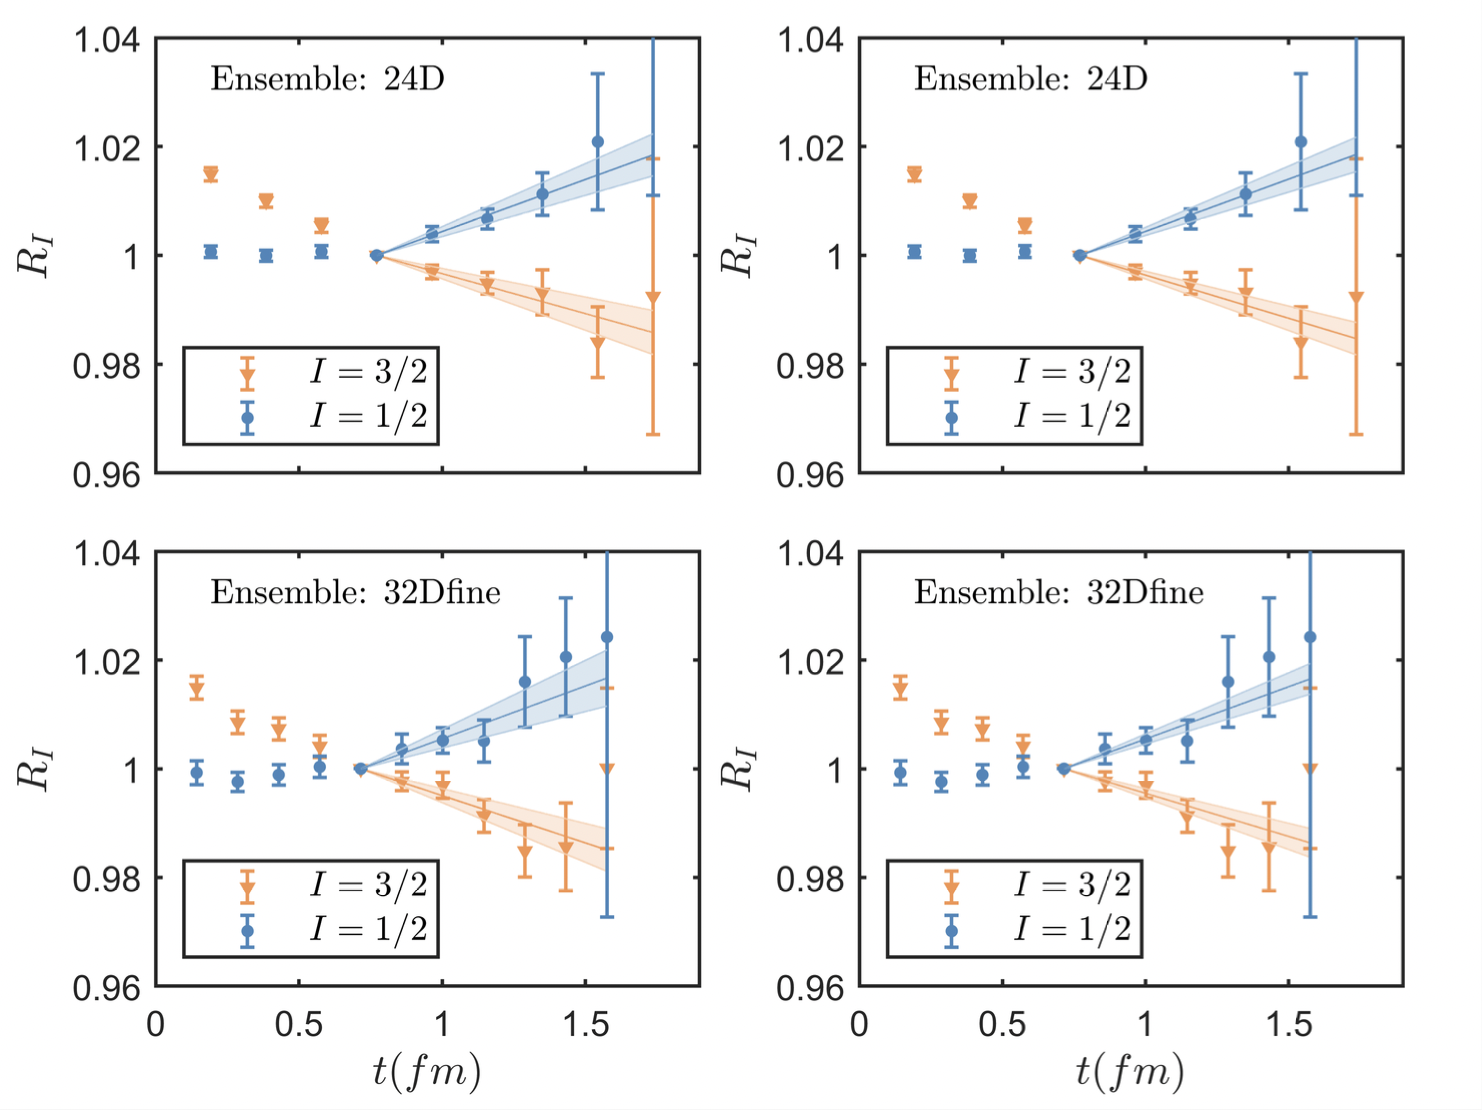 1.04
1.02
1
0.98
0.96
R_I
Ensemble: 24D
I = 3/2
I = 1/2
1.04
1.02
1
0.98
0.96
R_I
Ensemble: 24D
I = 3/2
I = 1/2
1.04
1.02
1
0.98
0.96
R_I
Ensemble: 32Dfine
I = 3/2
I = 1/2
0 0.5 1 1.5
t(fm)
1.04
1.02
1
0.98
0.96
R_I
Ensemble: 32Dfine
I = 3/2
I = 1/2
0 0.5 1 1.5
t(fm)